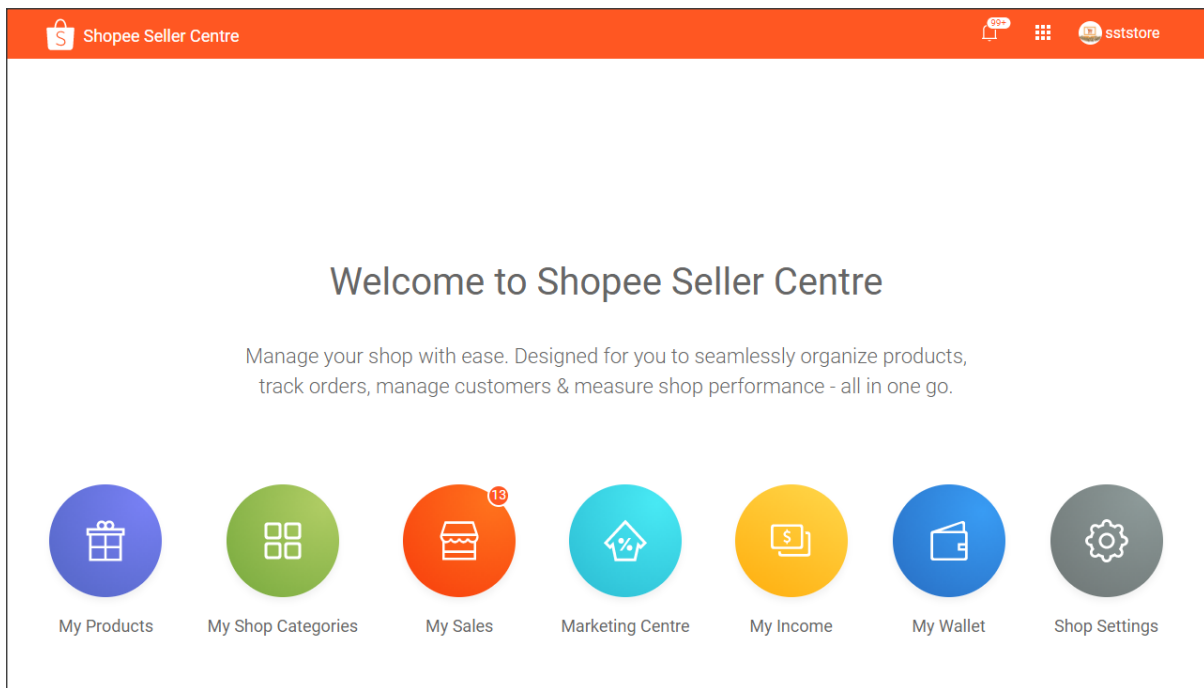 Shopee Seller Centre
99+
sststore
Welcome to Shopee Seller Centre
Manage your shop with ease. Designed for you to seamlessly organize products,
track orders, manage customers & measure shop performance - all in one go.
13
My Products
My Shop Categories
My Sales
Marketing Centre
My Income
My Wallet
Shop Settings